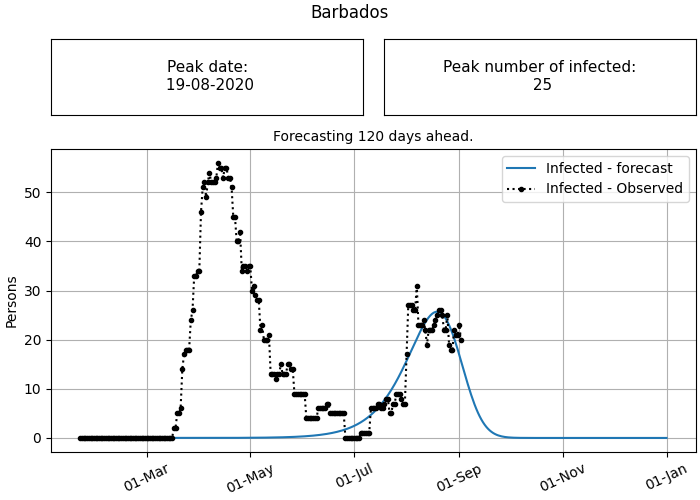 Barbados
Peak date:
19-08-2020
Peak number of infected:
25
Forecasting 120 days ahead.
Infected - forecast
Infected - Observed
Persons
50
40
30
20
10
0
01-Mar
01-May
01-Jul
01-Sep
01-Nov
01-Jan